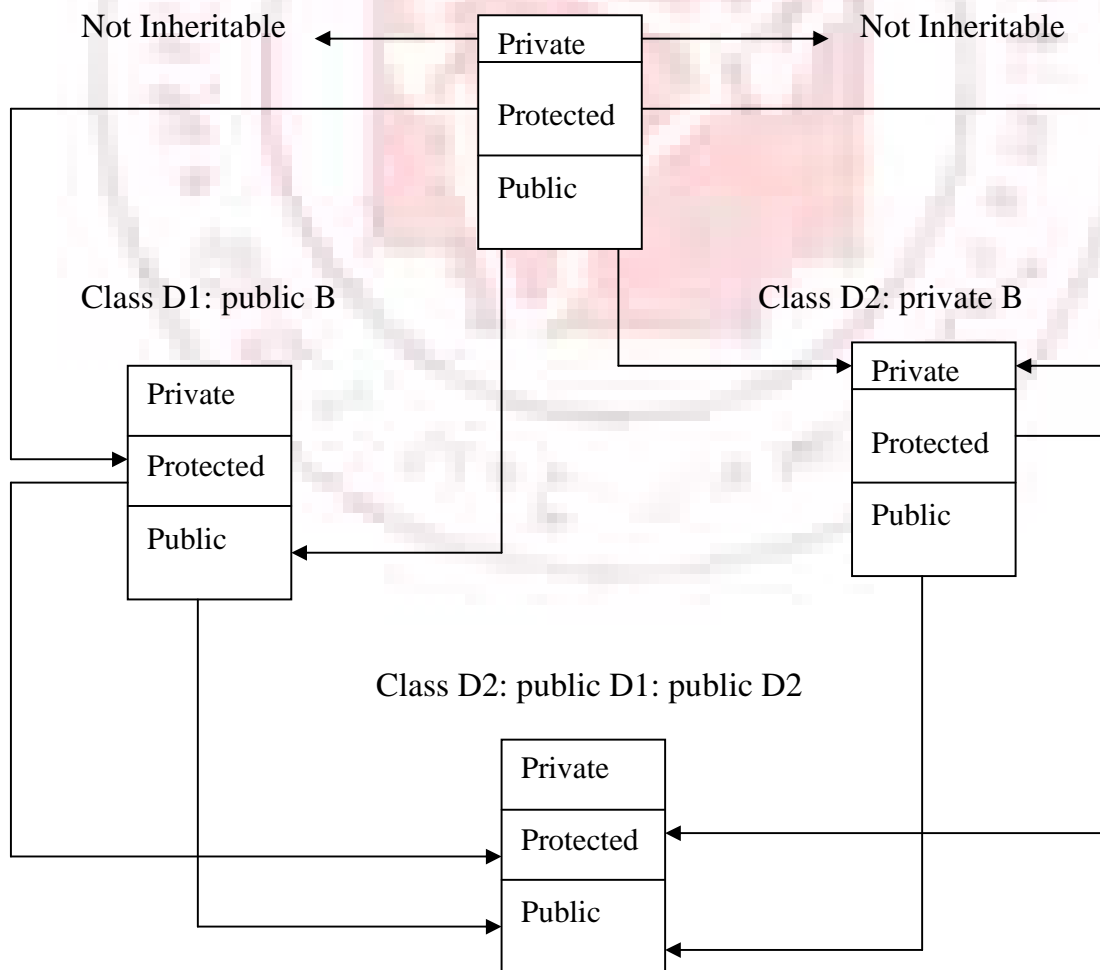 Not Inheritable
Private
Not Inheritable
Protected
Public
Class D1: public B
Class D2: private B
Private
Protected
Public
Private
Protected
Public
Class D2: public D1: public D2
Private
Protected
Public